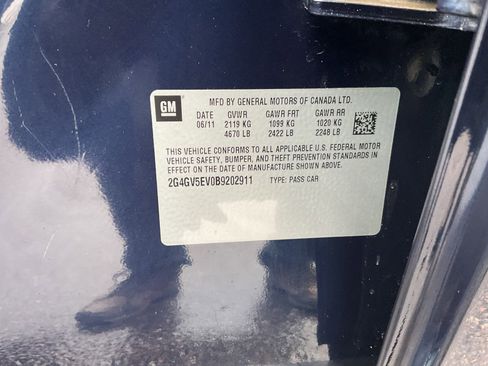 GM
MFD BY GENERAL MOTORS OF CANADA LTD.
DATE GVWR GAWR FRT GAWR RR
06/11 2119 KG 1099 KG 1020 KG
4670 LB 2422 LB 2248 LB
THIS VEHICLE CONFORMS TO ALL APPLICABLE U.S. FEDERAL MOTOR
VEHICLE SAFETY, BUMPER, AND THEFT PREVENTION STANDARDS IN
EFFECT ON THE DATE OF MANUFACTURE SHOWN ABOVE.
2G4GV5EV0B9202911 TYPE: PASS CAR